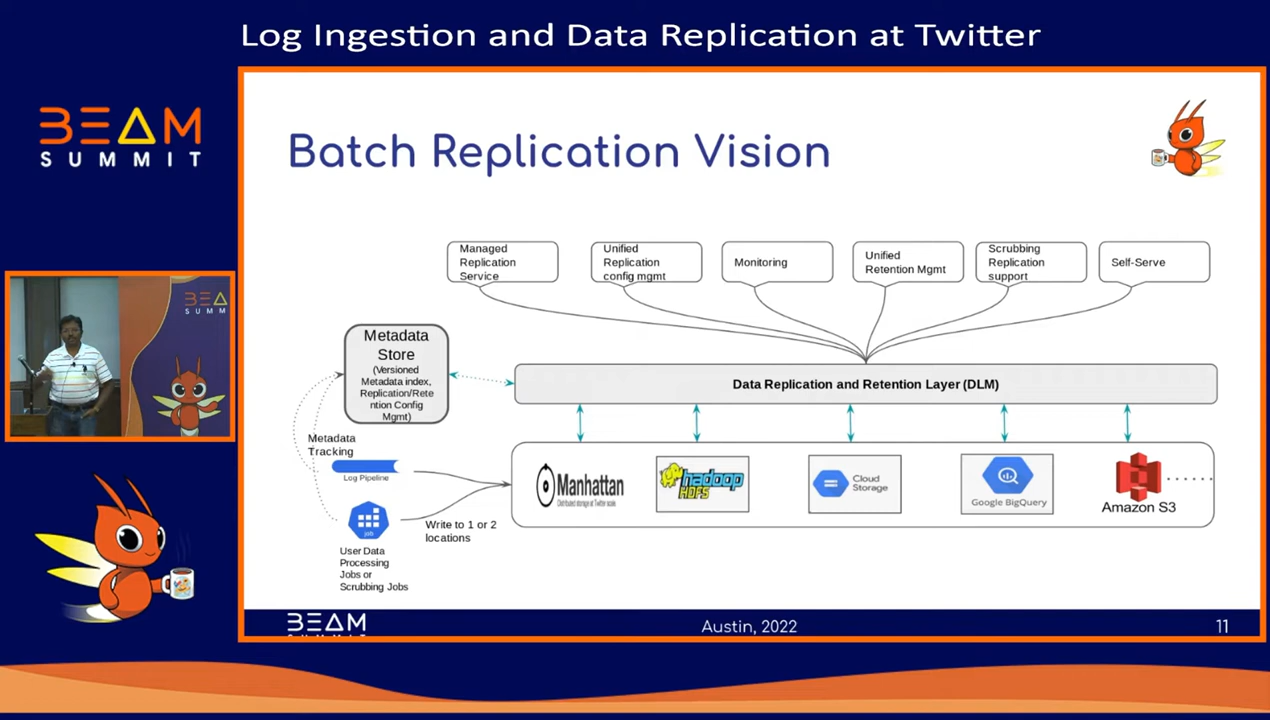 Log Ingestion and Data Replication at Twitter
BEAM
SUMMIT
Batch Replication Vision
Managed
Replication
Service
Unified
Replication
config mgmt
Monitoring
Unified
Retention Mgmt
Scrubbing
Replication
support
Self-Serve
Metadata
Store
(Versioned
Metadata index,
Replication/Rete
ntion Config
Mgmt)
Data Replication and Retention Layer (DLM)
Metadata
Tracking
Log Pipeline
job
User Data
Processing
Jobs or
Scrubbing Jobs
Write to 1 or 2
locations
Manhattan
Distributed storage at Twitter scale
hadoop
HDFS
Cloud
Storage
Google BigQuery
Amazon S3
BEAM
Austin, 2022
11